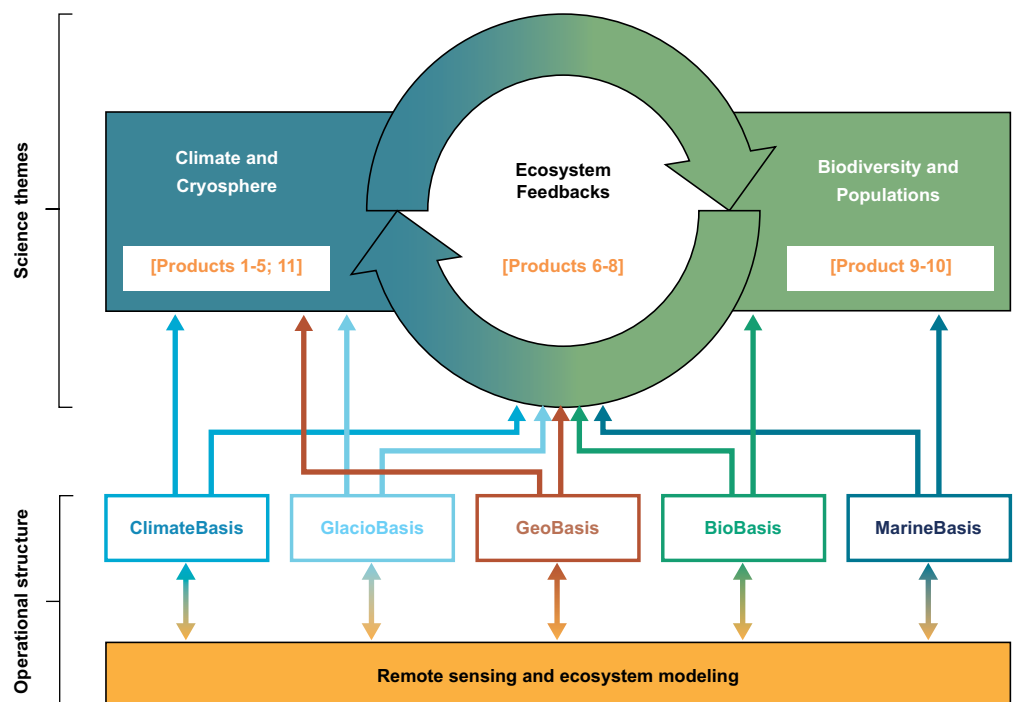 Science themes
Climate and
Cryosphere
[Products 1-5; 11]
Ecosystem
Feedbacks
[Products 6-8]
Biodiversity and
Populations
[Product 9-10]
Operational structure
ClimateBasis
GlacioBasis
GeoBasis
BioBasis
MarineBasis
Remote sensing and ecosystem modeling